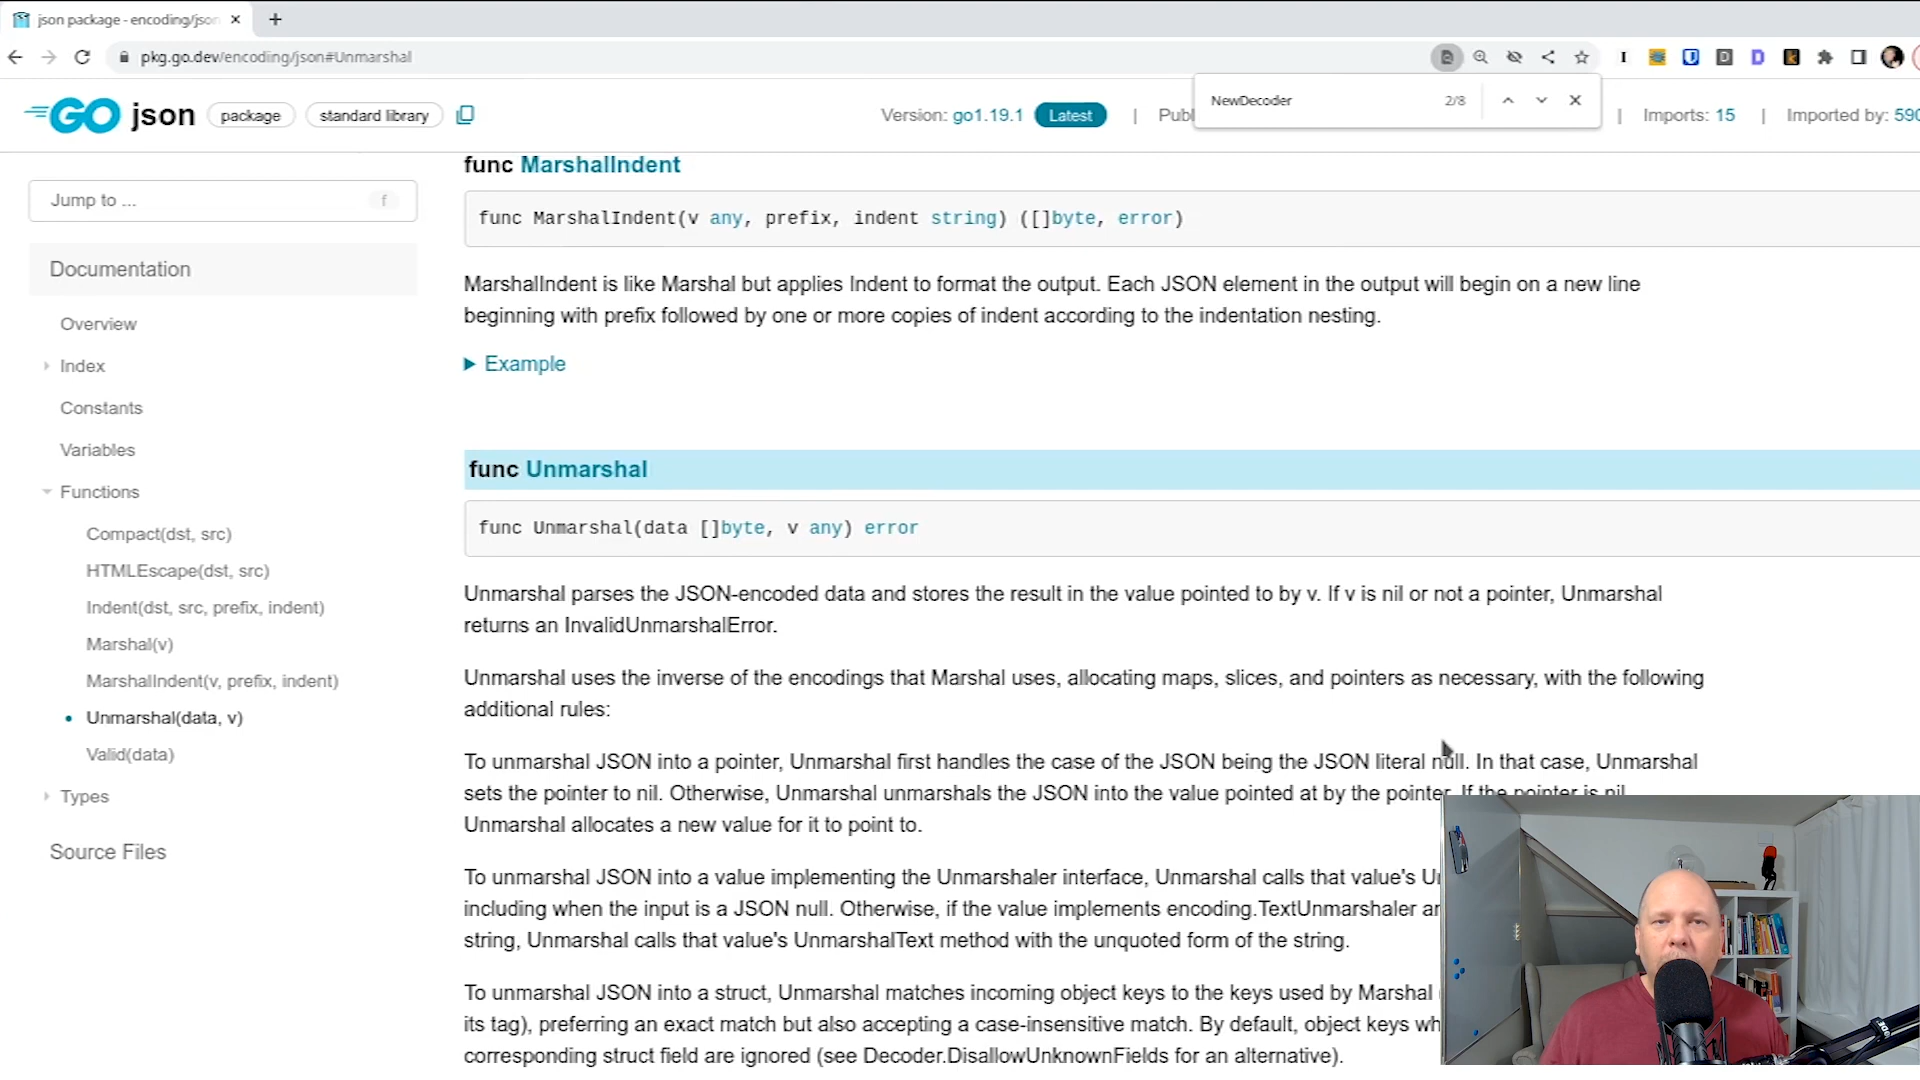 json package - encoding/json
pkg.go.dev/encoding/json#Unmarshal
NewDecoder 2/8
GO json package standard library
Version: go1.19.1 Latest | Publ | Imports: 15 | Imported by: 590
Jump to ... f
Documentation
Overview
Index
Constants
Variables
Functions
Compact(dst, src)
HTMLEscape(dst, src)
Indent(dst, src, prefix, indent)
Marshal(v)
MarshalIndent(v, prefix, indent)
Unmarshal(data, v)
Valid(data)
Types
Source Files
func MarshalIndent
func MarshalIndent(v any, prefix, indent string) ([]byte, error)
MarshalIndent is like Marshal but applies Indent to format the output. Each JSON element in the output will begin on a new line
beginning with prefix followed by one or more copies of indent according to the indentation nesting.
Example
func Unmarshal
func Unmarshal(data []byte, v any) error
Unmarshal parses the JSON-encoded data and stores the result in the value pointed to by v. If v is nil or not a pointer, Unmarshal
returns an InvalidUnmarshalError.
Unmarshal uses the inverse of the encodings that Marshal uses, allocating maps, slices, and pointers as necessary, with the following
additional rules:
To unmarshal JSON into a pointer, Unmarshal first handles the case of the JSON being the JSON literal null. In that case, Unmarshal
sets the pointer to nil. Otherwise, Unmarshal unmarshals the JSON into the value pointed at by the pointer. If the pointer is nil,
Unmarshal allocates a new value for it to point to.
To unmarshal JSON into a value implementing the Unmarshaler interface, Unmarshal calls that value's
including when the input is a JSON null. Otherwise, if the value implements encoding.TextUnmarshaler
string, Unmarshal calls that value's UnmarshalText method with the unquoted form of the string.
To unmarshal JSON into a struct, Unmarshal matches incoming object keys to the keys used by Marshal
its tag), preferring an exact match but also accepting a case-insensitive match. By default, object keys
corresponding struct field are ignored (see Decoder.DisallowUnknownFields for an alternative).